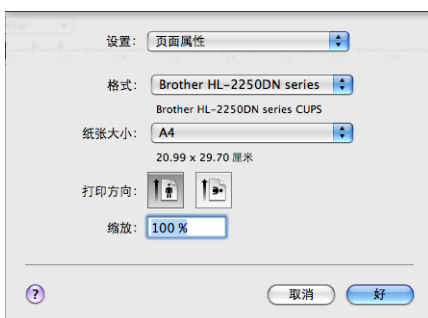 设置: 页面属性
格式: Brother HL-2250DN series
Brother HL-2250DN series CUPS
纸张大小: A4
20.99 x 29.70 厘米
打印方向:
缩放: 100 %
? 取消 好